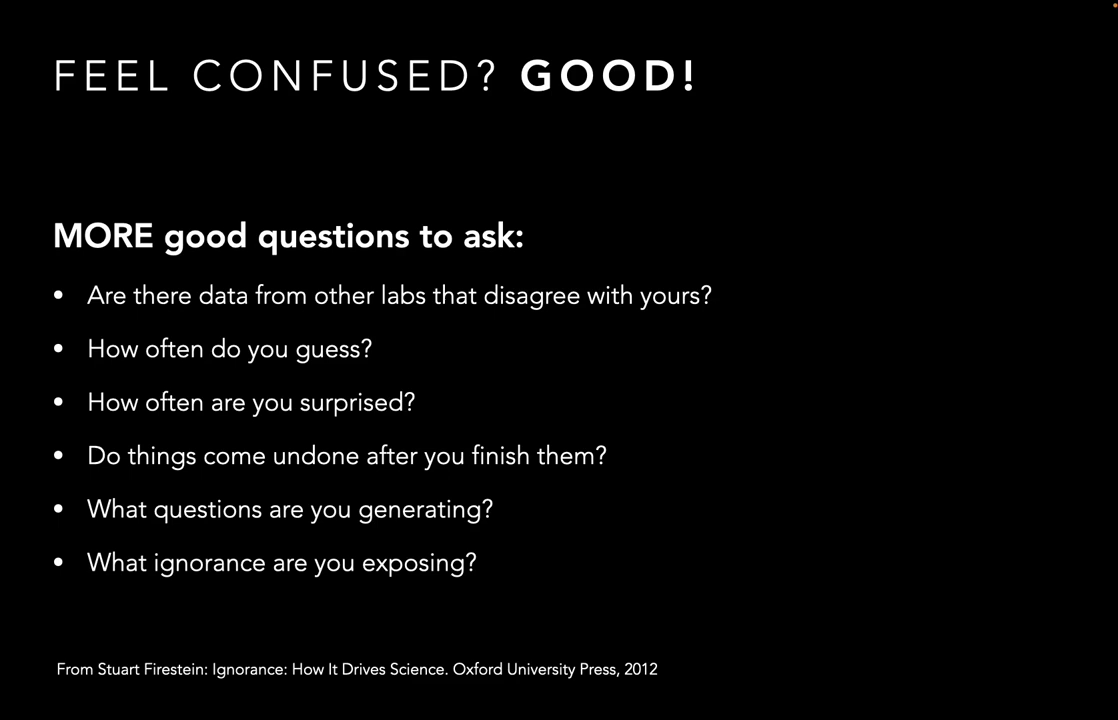 FEEL CONFUSED? GOOD!
MORE good questions to ask:
• Are there data from other labs that disagree with yours?
• How often do you guess?
• How often are you surprised?
• Do things come undone after you finish them?
• What questions are you generating?
• What ignorance are you exposing?
From Stuart Firestein: Ignorance: How It Drives Science. Oxford University Press, 2012